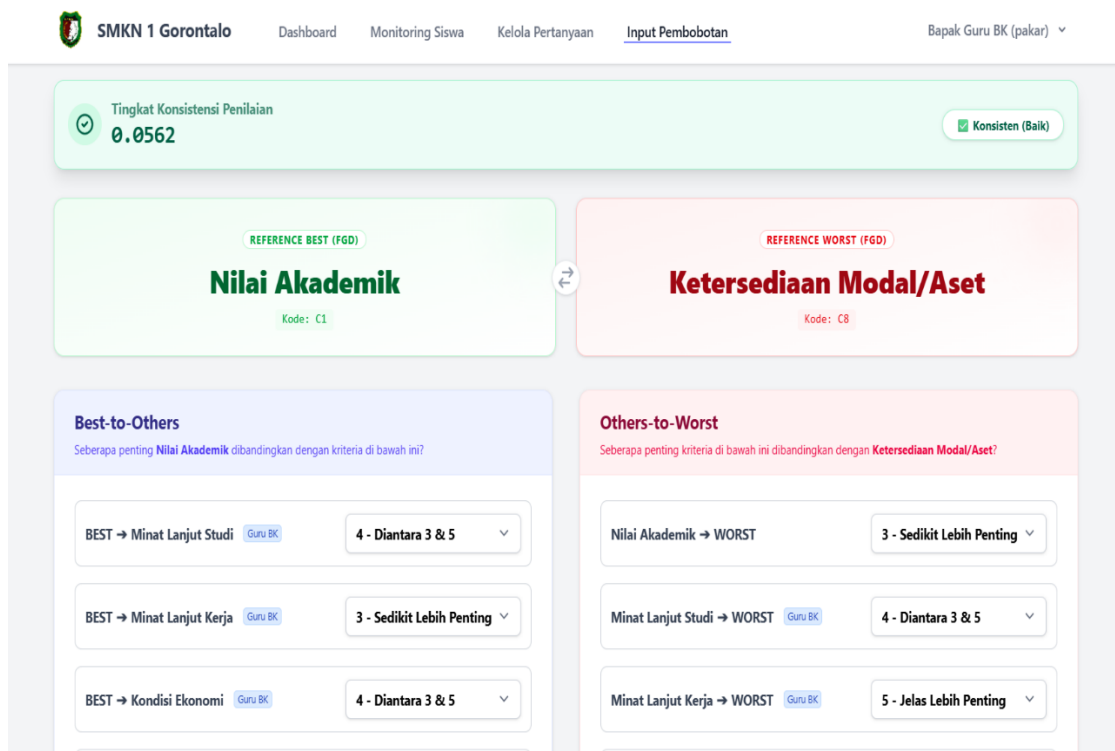 SMKN 1 Gorontalo
Dashboard
Monitoring Siswa
Kelola Pertanyaan
Input Pembobotan
Bapak Guru BK (pakar)
Tingkat Konsistensi Penilaian
0.0562
✅ Konsisten (Baik)
REFERENCE BEST (FGD)
Nilai Akademik
Kode: C1
REFERENCE WORST (FGD)
Ketersediaan Modal/Aset
Kode: C8
Best-to-Others
Seberapa penting Nilai Akademik dibandingkan dengan kriteria di bawah ini?
BEST → Minat Lanjut Studi Guru BK 4 - Diantara 3 & 5
BEST → Minat Lanjut Kerja Guru BK 3 - Sedikit Lebih Penting
BEST → Kondisi Ekonomi Guru BK 4 - Diantara 3 & 5
Others-to-Worst
Seberapa penting kriteria di bawah ini dibandingkan dengan Ketersediaan Modal/Aset?
Nilai Akademik → WORST 3 - Sedikit Lebih Penting
Minat Lanjut Studi → WORST Guru BK 4 - Diantara 3 & 5
Minat Lanjut Kerja → WORST Guru BK 5 - Jelas Lebih Penting